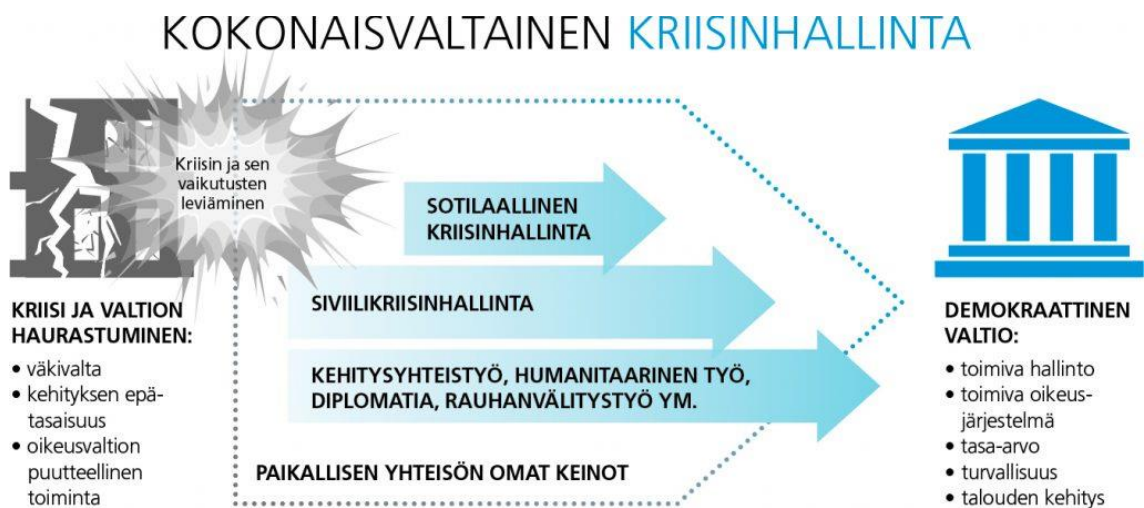 KOKONAISVALTAINEN KRIISINHALLINTA
Kriisin ja sen
vaikutusten
leviäminen
SOTILAALLINEN
KRIISINHALLINTA
SIVIILIKRIISINHALLINTA
KEHITYSYHTEISTYÖ, HUMANITAARINEN TYÖ,
DIPLOMATIA, RAUHANVÄLITYSTYÖ YM.
PAIKALLISEN YHTEISÖN OMAT KEINOT
KRIISI JA VALTION
HAURASTUMINEN:
• väkivalta
• kehityksen epä-
tasaisuus
• oikeusvaltion
puutteellinen
toiminta
DEMOKRAATTINEN
VALTIO:
• toimiva hallinto
• toimiva oikeus-
järjestelmä
• tasa-arvo
• turvallisuus
• talouden kehitys